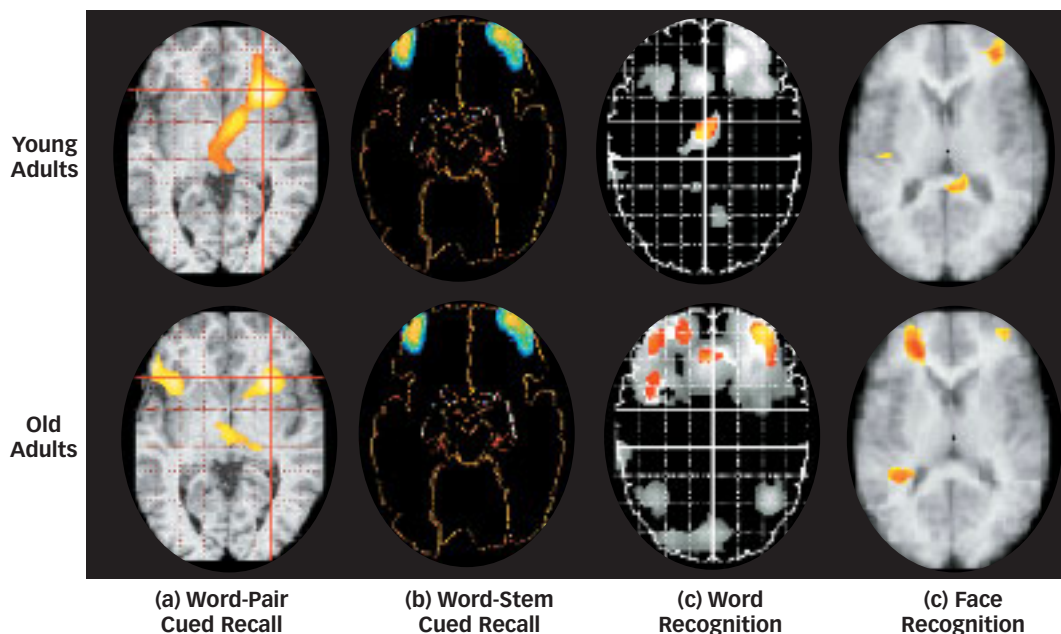 Young
Adults
Old
Adults
(a) Word-Pair
Cued Recall
(b) Word-Stem
Cued Recall
(c) Word
Recognition
(c) Face
Recognition